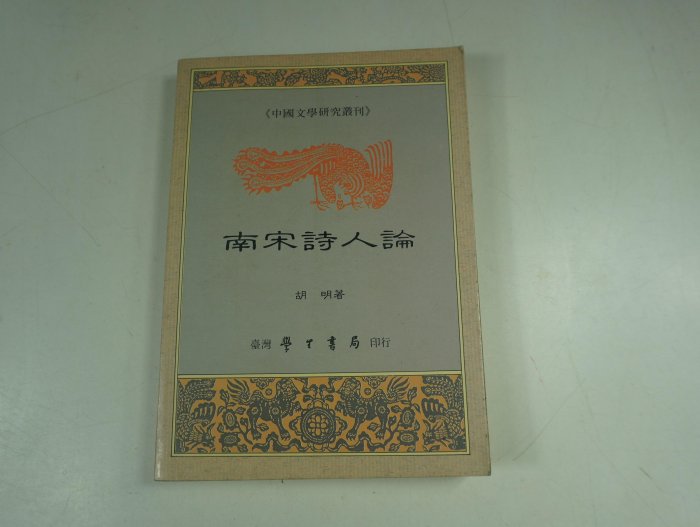 《中國文學研究叢刊》
南宋詩人論
胡 明著
臺灣 學生書局 印行